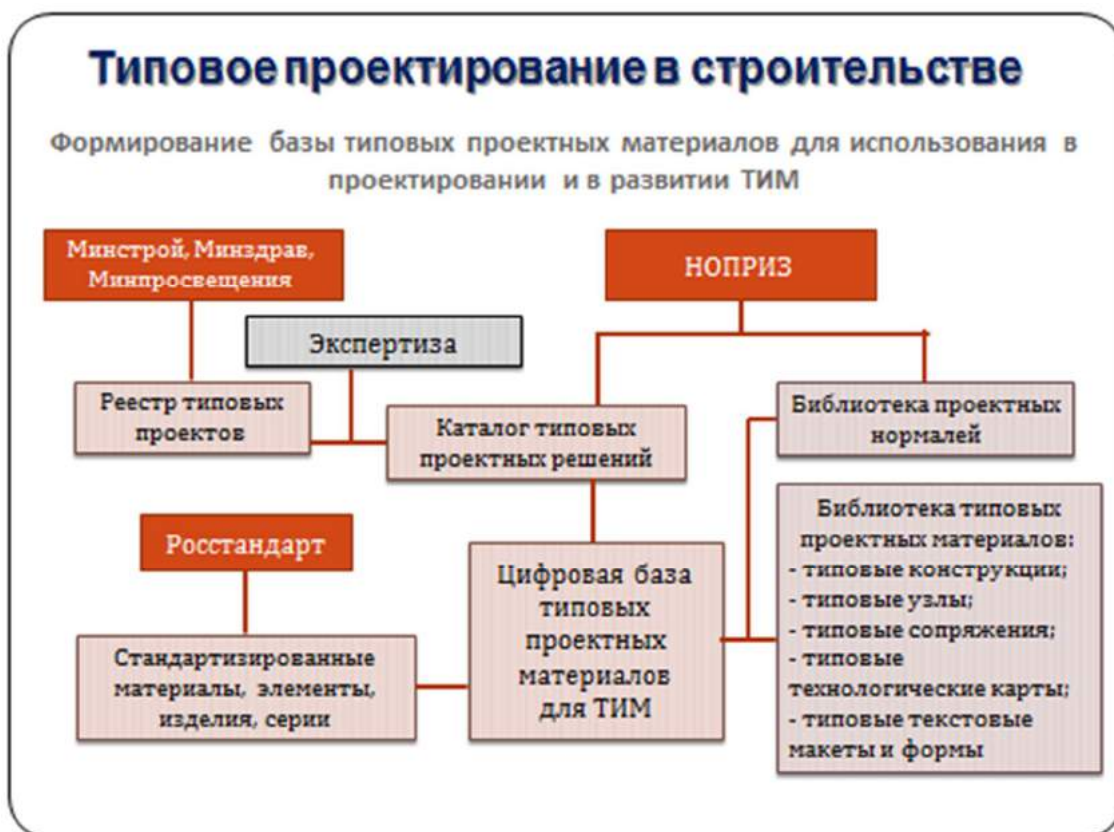 Типовое проектирование в строительстве
Формирование базы типовых проектных материалов для использования в
проектировании и в развитии ТИМ
Минстрой, Минздрав,
Минпросвещения
НОПРИЗ
Экспертиза
Реестр типовых
проектов
Каталог типовых
проектных решений
Библиотека проектных
нормалей
Росстандарт
Цифровая база
типовых
проектных
материалов
для ТИМ
Библиотека типовых
проектных материалов:
- типовые конструкции;
- типовые узлы;
- типовые сопряжения;
- типовые
технологические карты;
- типовые текстовые
макеты и формы
Стандартизированные
материалы, элементы,
изделия, серии